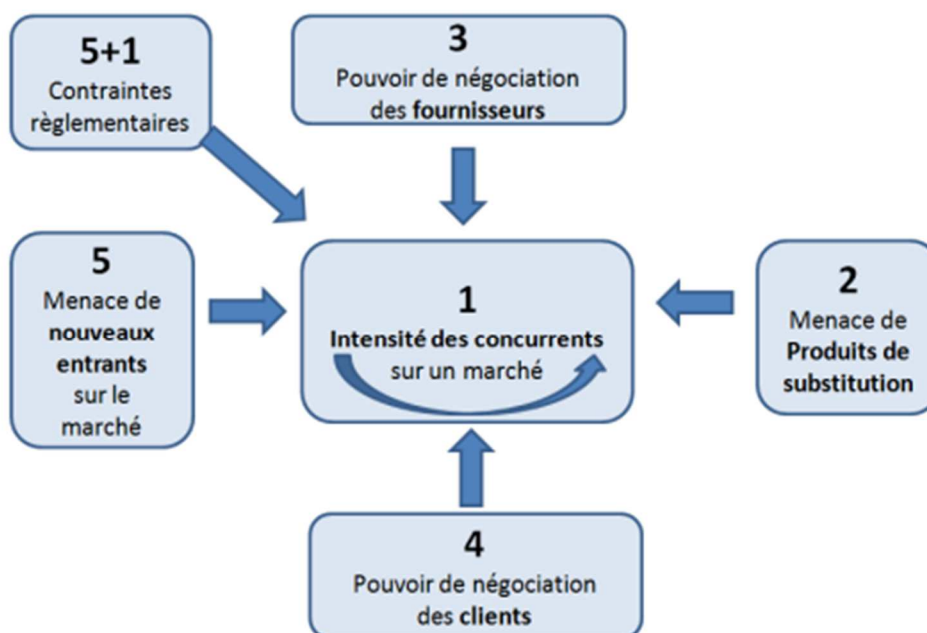 5+1
Contraintes
règlementaires
3
Pouvoir de négociation
des fournisseurs
5
Menace de
nouveaux
entrants
sur le
marché
1
Intensité des concurrents
sur un marché
2
Menace de
Produits de
substitution
4
Pouvoir de négociation
des clients